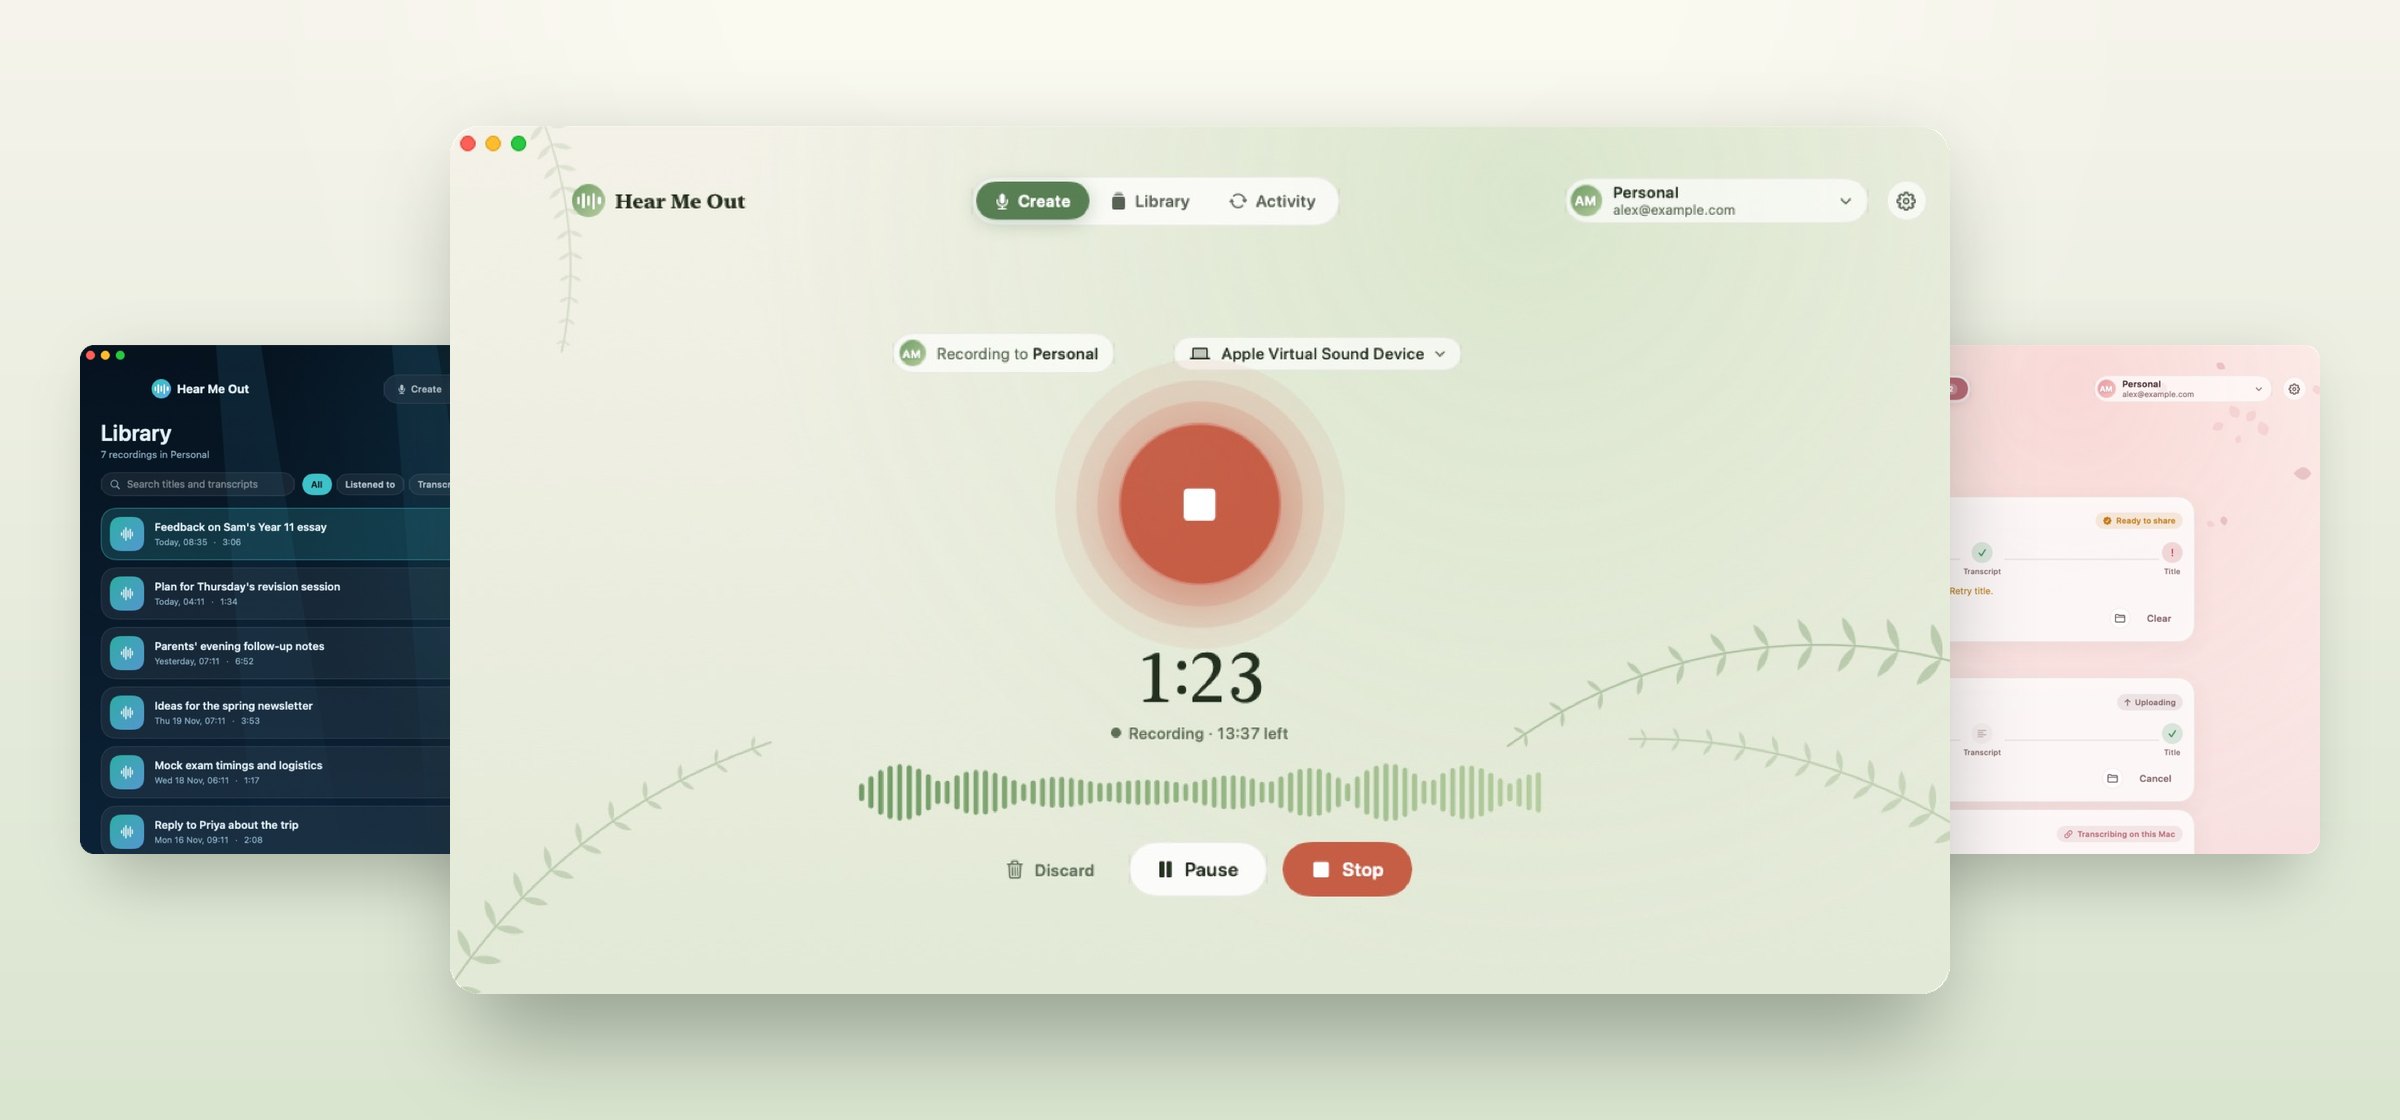 Hear Me Out
Create
Library
Activity
AM
Personal
alex@example.com
AM
Recording to Personal
Apple Virtual Sound Device
1:23
Recording · 13:37 left
Discard
Pause
Stop
Hear Me Out
Create
Library
7 recordings in Personal
Search titles and transcripts
All
Listened to
Feedback on Sam's Year 11 essay
Today, 08:35 · 3:06
Plan for Thursday's revision session
Today, 04:11 · 1:34
Parents' evening follow-up notes
Yesterday, 07:11 · 6:52
Ideas for the spring newsletter
Thu 19 Nov, 07:11 · 3:53
Mock exam timings and logistics
Wed 18 Nov, 06:11 · 1:17
Reply to Priya about the trip
Mon 16 Nov, 09:11 · 2:08
AM
Personal
alex@example.com
Ready to share
Transcript
Title
Retry title.
Clear
Uploading
Transcript
Title
Cancel
Transcribing on this Mac